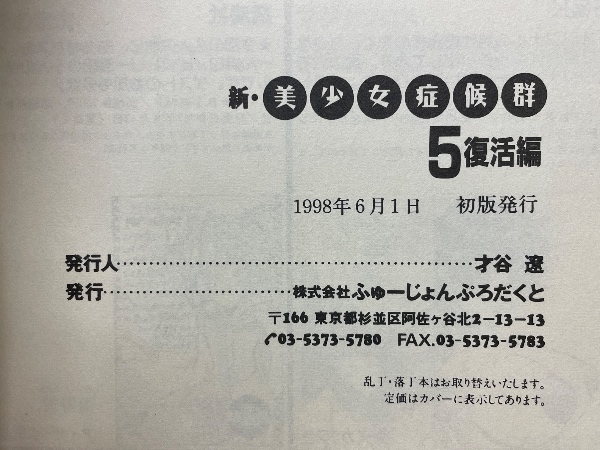 新・美少女症候群
5復活編
1998年6月1日 初版発行
発行人……………………………………………才谷 遼
発行…………………………株式会社ふゅーじょんぷろだくと
〒166 東京都杉並区阿佐ヶ谷北2−13−13
✆03-5373-5780 FAX.03-5373-5783
乱丁・落丁本はお取り替えいたします。
定価はカバーに表示してあります。